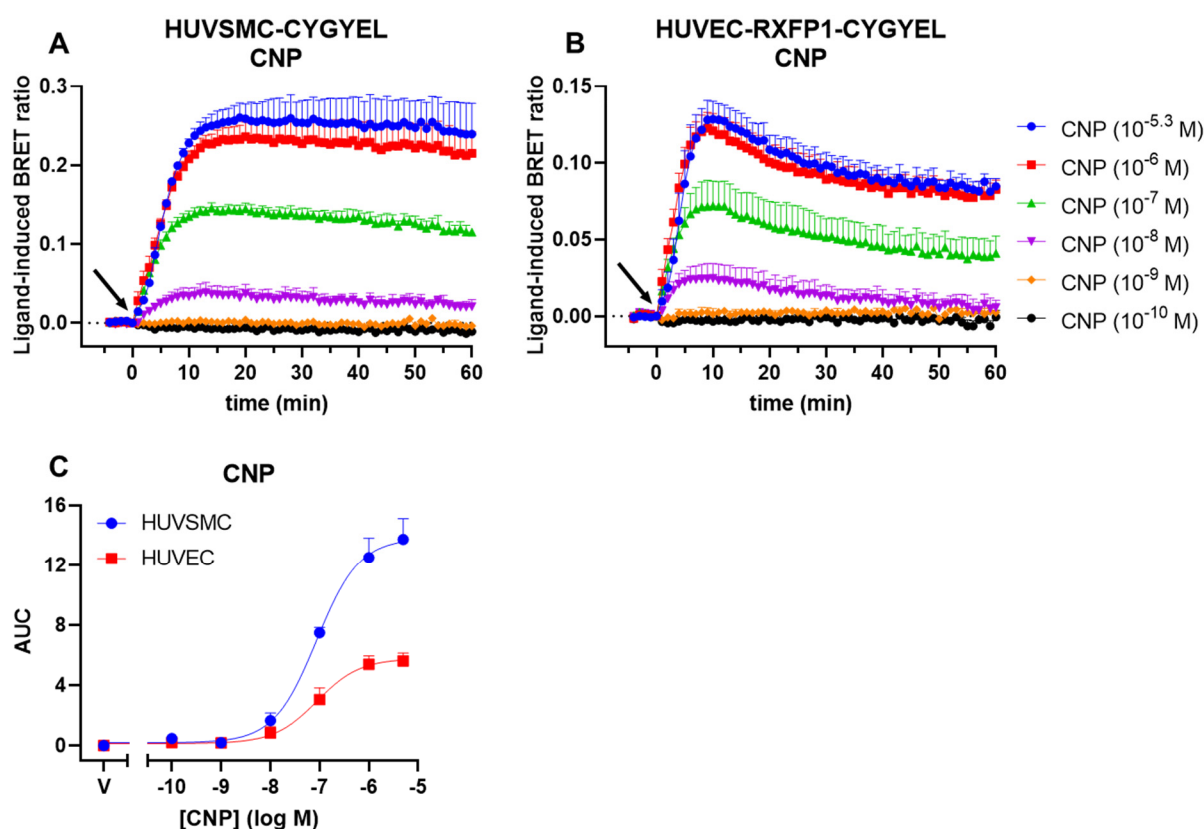 A
HUVSMC-CYGYEL
CNP
Ligand-induced BRET ratio
0.3
0.2
0.1
0.0
0 10 20 30 40 50 60
time (min)
B
HUVEC-RXFP1-CYGYEL
CNP
Ligand-induced BRET ratio
0.15
0.10
0.05
0.00
0 10 20 30 40 50 60
time (min)
CNP (10^-5.3 M)
CNP (10^-6 M)
CNP (10^-7 M)
CNP (10^-8 M)
CNP (10^-9 M)
CNP (10^-10 M)
C
CNP
HUVSMC
HUVEC
AUC
16
12
8
4
0
V -10 -9 -8 -7 -6 -5
[CNP] (log M)